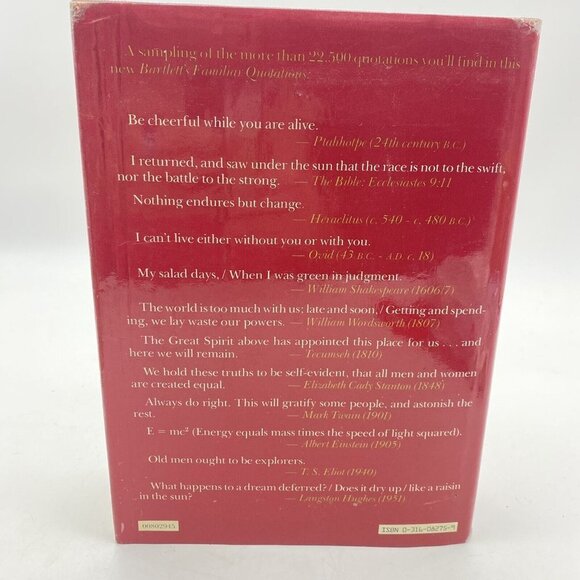 A sampling of the more than 22,500 quotations you'll find in this
new Bartlett's Familiar Quotations:
Be cheerful while you are alive.
— Ptahhotpe (24th century B.C.)
I returned, and saw under the sun that the race is not to the swift,
nor the battle to the strong. — The Bible: Ecclesiastes 9:11
Nothing endures but change.
— Heraclitus (c. 540 - c. 480 B.C.)
I can't live either without you or with you.
— Ovid (43 B.C. - A.D. c. 18)
My salad days, / When I was green in judgment.
— William Shakespeare (1606/7)
The world is too much with us; late and soon, / Getting and spend-
ing, we lay waste our powers. — William Wordsworth (1807)
The Great Spirit above has appointed this place for us . . . and
here we will remain. — Tecumseh (1810)
We hold these truths to be self-evident, that all men and women
are created equal. — Elizabeth Cady Stanton (1848)
Always do right. This will gratify some people, and astonish the
rest. — Mark Twain (1901)
E = mc² (Energy equals mass times the speed of light squared).
— Albert Einstein (1905)
Old men ought to be explorers.
— T. S. Eliot (1940)
What happens to a dream deferred? / Does it dry up / like a raisin
in the sun? — Langston Hughes (1951)
00802945
ISBN 0-316-08275-9